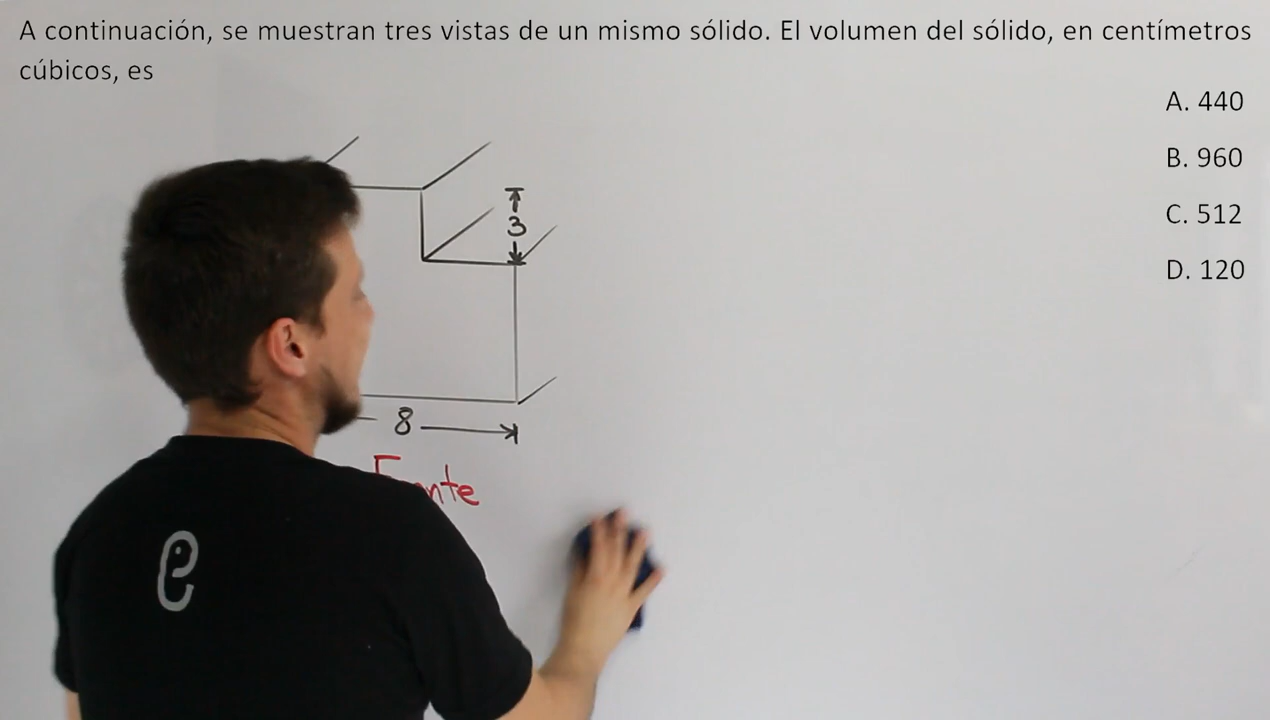 A continuación, se muestran tres vistas de un mismo sólido. El volumen del sólido, en centímetros
cúbicos, es
A. 440
B. 960
C. 512
D. 120
3
8